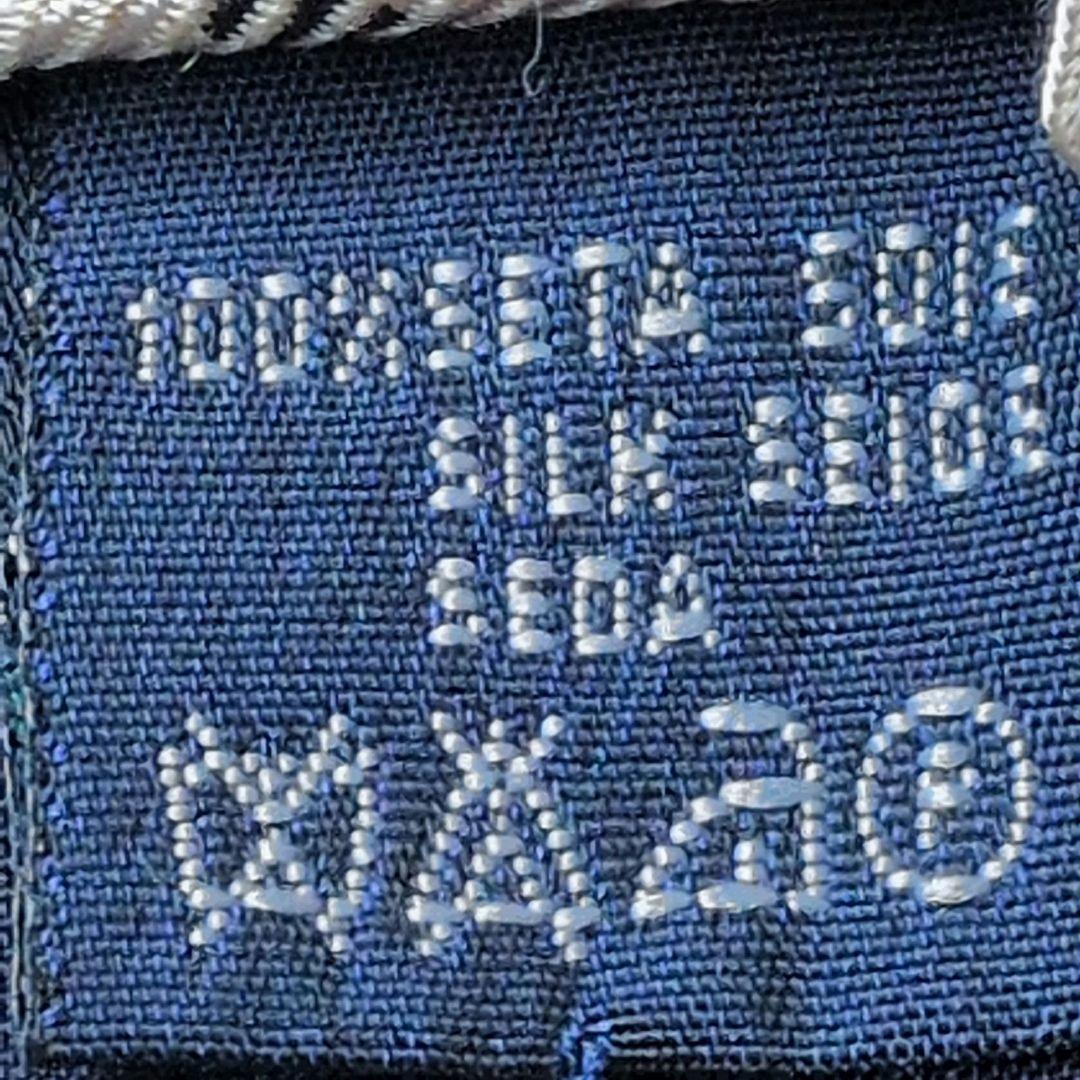 100% SETA SOIE
SILK SEIDE
SEDA
P